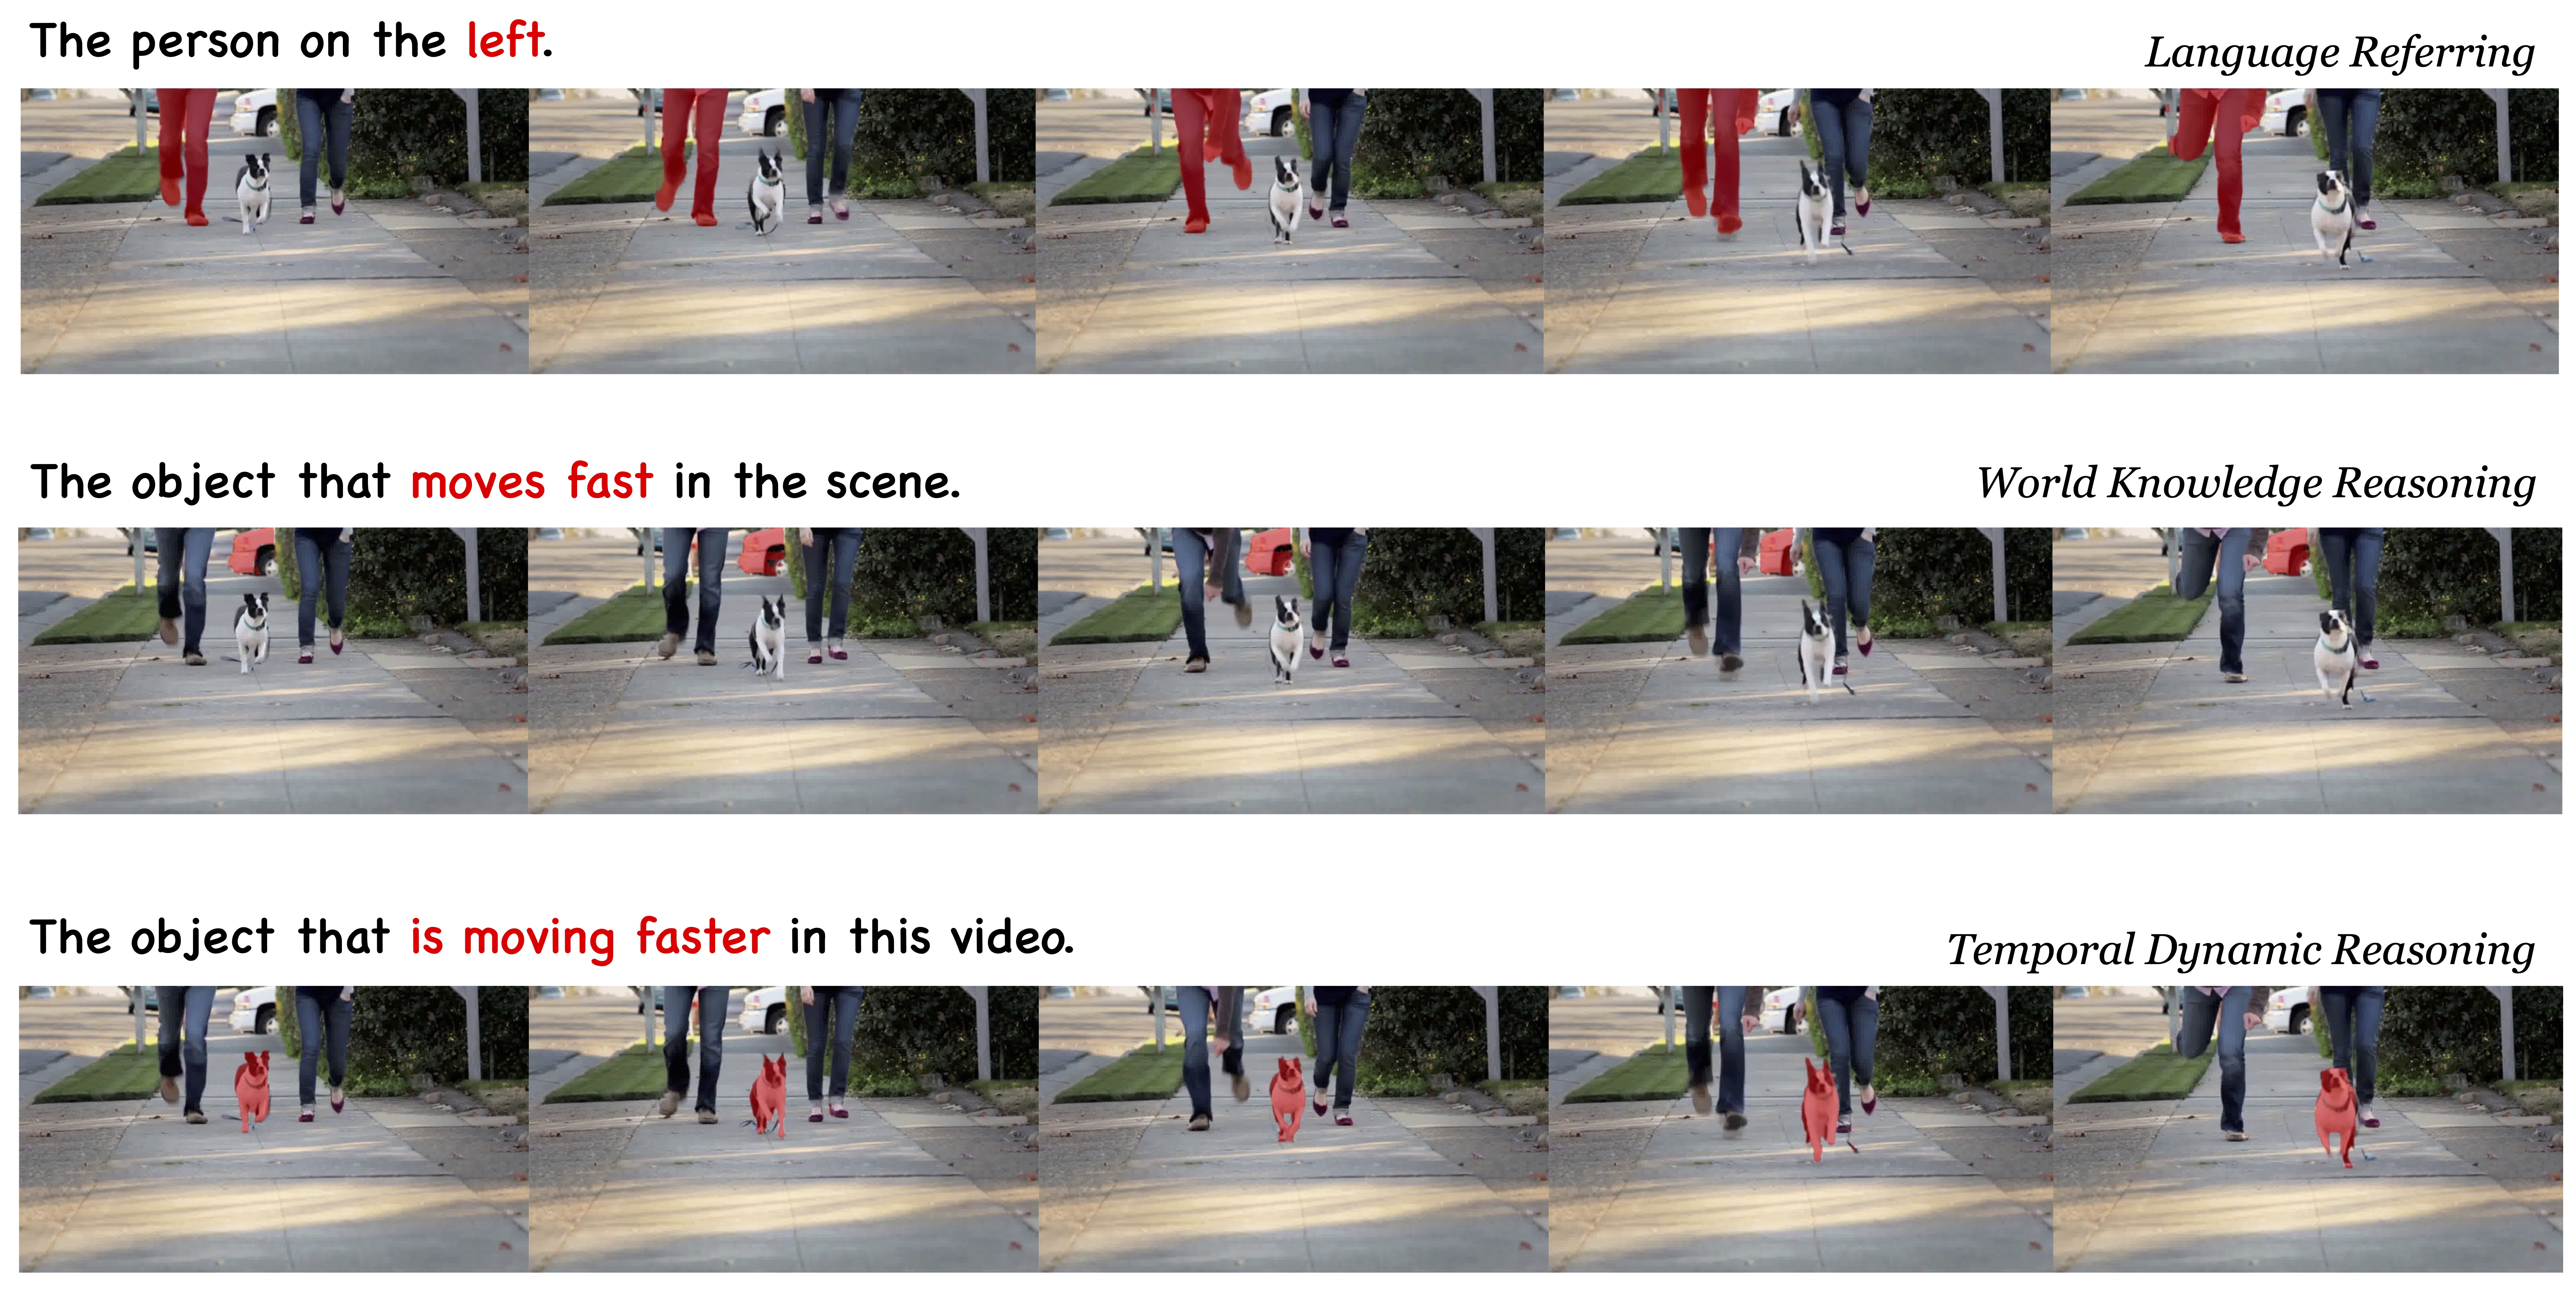 The person on the left.
Language Referring
The object that moves fast in the scene.
World Knowledge Reasoning
The object that is moving faster in this video.
Temporal Dynamic Reasoning